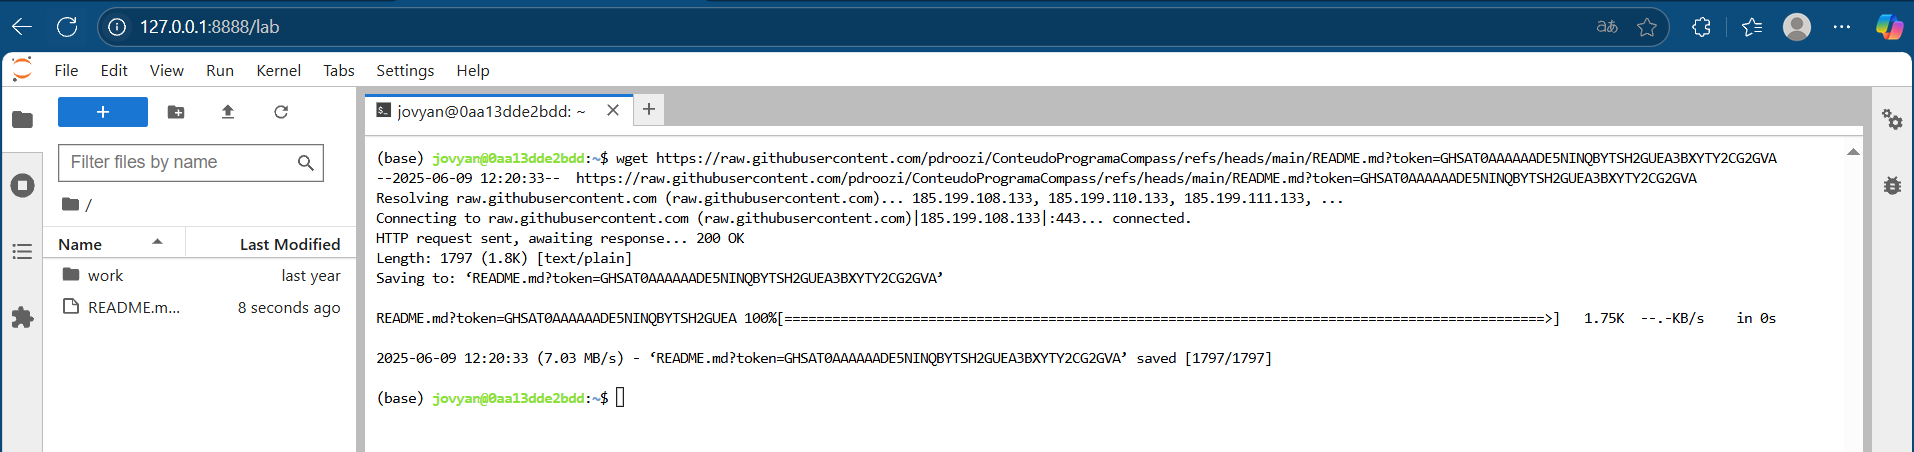 127.0.0.1:8888/lab
File Edit View Run Kernel Tabs Settings Help
jovyan@0aa13dde2bdd: ~
Filter files by name
/
Name Last Modified
work last year
README.m... 8 seconds ago
(base) jovyan@0aa13dde2bdd:~$ wget https://raw.githubusercontent.com/pdroozi/ConteudoProgramaCompass/refs/heads/main/README.md?token=GHSAT0AAAAAADE5NINQBYTSH2GUEA3BXYTY2CG2GVA
--2025-06-09 12:20:33-- https://raw.githubusercontent.com/pdroozi/ConteudoProgramaCompass/refs/heads/main/README.md?token=GHSAT0AAAAAADE5NINQBYTSH2GUEA3BXYTY2CG2GVA
Resolving raw.githubusercontent.com (raw.githubusercontent.com)... 185.199.108.133, 185.199.110.133, 185.199.111.133, ...
Connecting to raw.githubusercontent.com (raw.githubusercontent.com)|185.199.108.133|:443... connected.
HTTP request sent, awaiting response... 200 OK
Length: 1797 (1.8K) [text/plain]
Saving to: ‘README.md?token=GHSAT0AAAAAADE5NINQBYTSH2GUEA3BXYTY2CG2GVA’
README.md?token=GHSAT0AAAAAADE5NINQBYTSH2GUEA 100%[===============================================================================================>] 1.75K --.-KB/s in 0s
2025-06-09 12:20:33 (7.03 MB/s) - ‘README.md?token=GHSAT0AAAAAADE5NINQBYTSH2GUEA3BXYTY2CG2GVA’ saved [1797/1797]
(base) jovyan@0aa13dde2bdd:~$